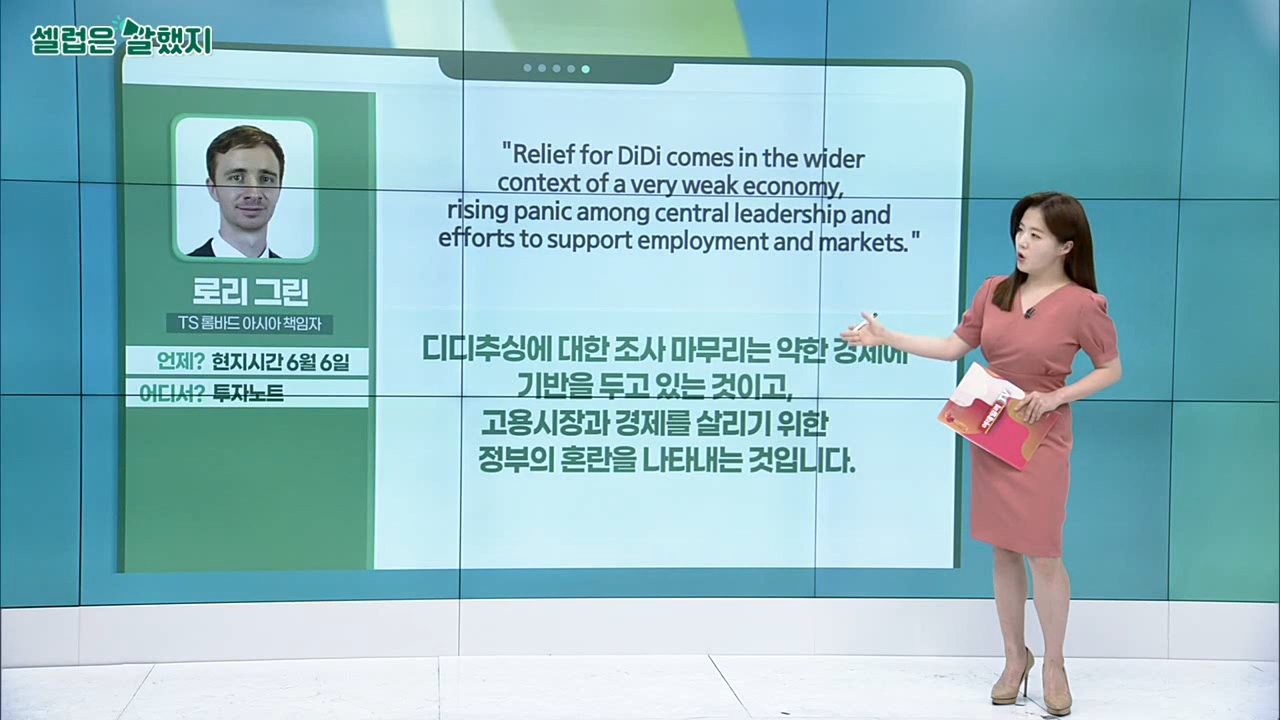 셀럽은 말했지
"Relief for DiDi comes in the wider
context of a very weak economy,
rising panic among central leadership and
efforts to support employment and markets."
로리 그린
TS 롬바드 아시아 책임자
언제? 현지시간 6월 6일
어디서? 투자노트
디디추싱에 대한 조사 마무리는 약한 경제에
기반을 두고 있는 것이고,
고용시장과 경제를 살리기 위한
정부의 혼란을 나타내는 것입니다.